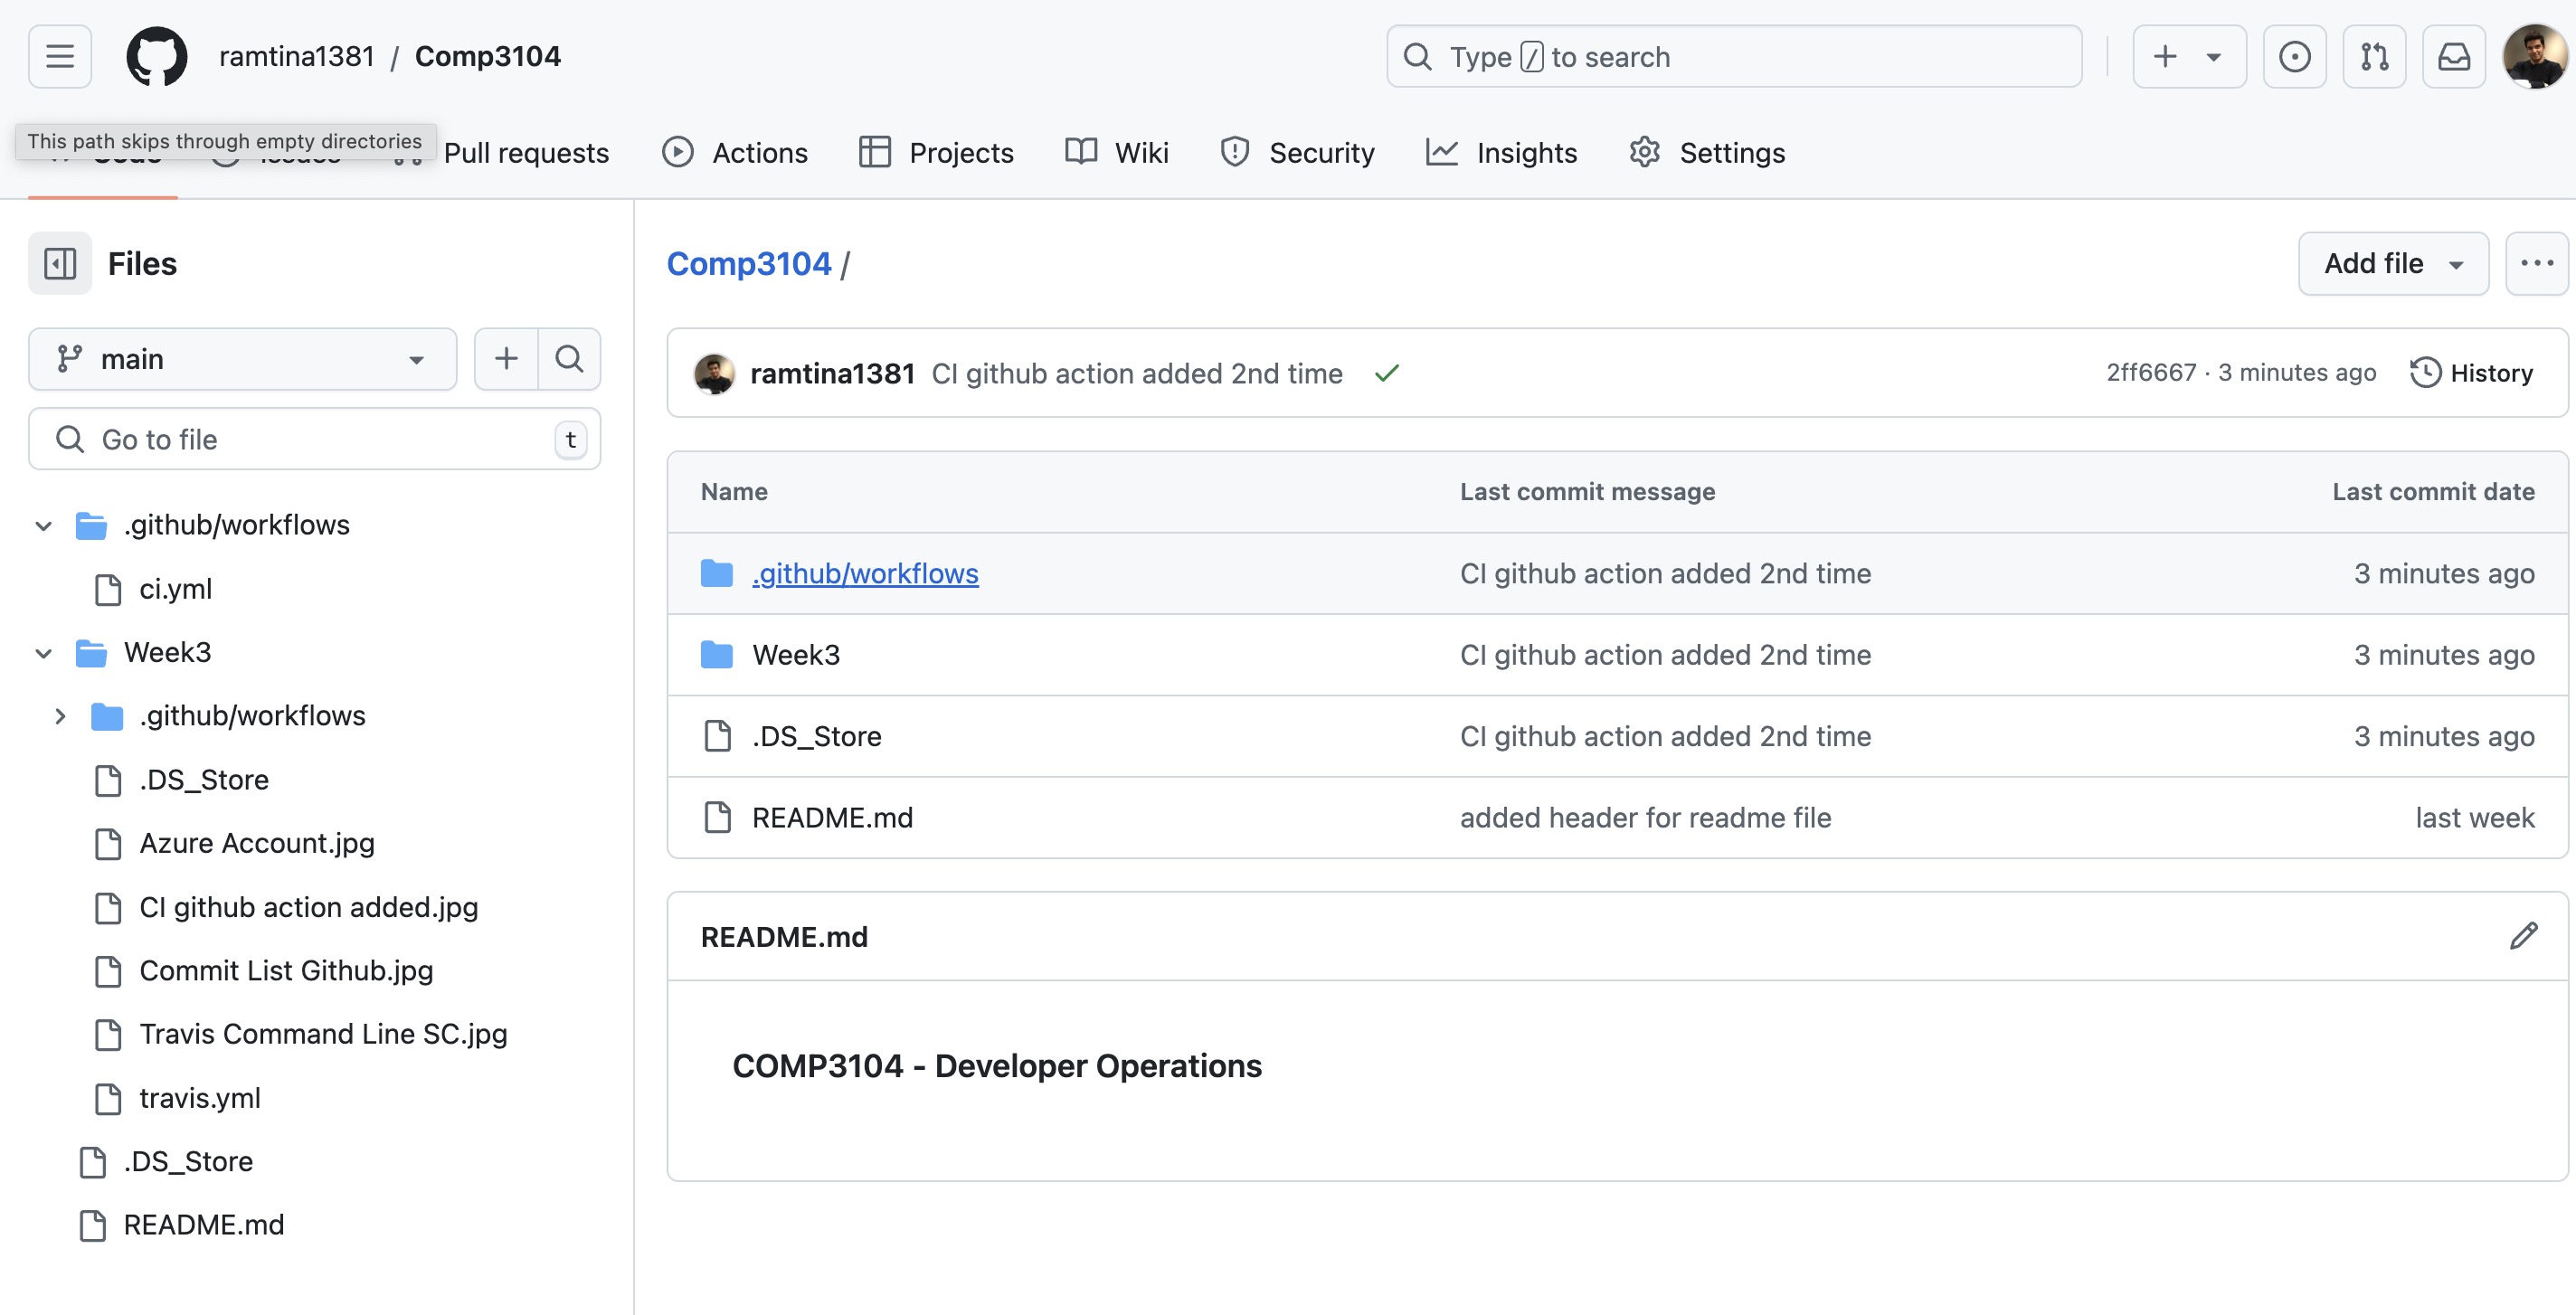 ramtina1381 / Comp3104
Type / to search
This path skips through empty directories
Pull requests
Actions
Projects
Wiki
Security
Insights
Settings
Files
main
Go to file
t
.github/workflows
ci.yml
Week3
.github/workflows
.DS_Store
Azure Account.jpg
CI github action added.jpg
Commit List Github.jpg
Travis Command Line SC.jpg
travis.yml
.DS_Store
README.md
Comp3104 /
Add file
ramtina1381 CI github action added 2nd time
2ff6667 · 3 minutes ago
History
Name Last commit message Last commit date
.github/workflows CI github action added 2nd time 3 minutes ago
Week3 CI github action added 2nd time 3 minutes ago
.DS_Store CI github action added 2nd time 3 minutes ago
README.md added header for readme file last week
README.md
COMP3104 - Developer Operations